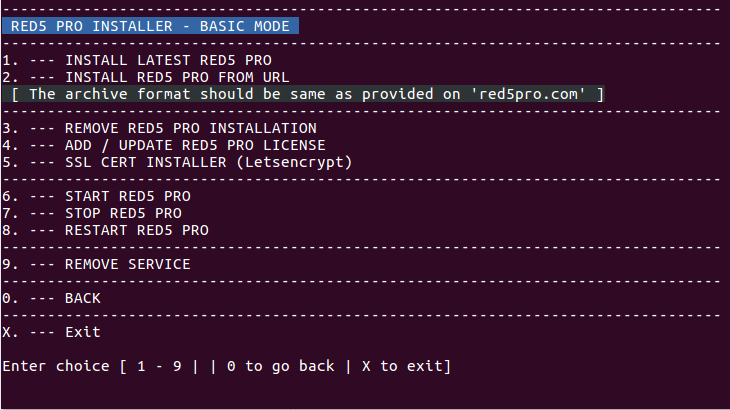 --------------------------------------------------------------------------------
RED5 PRO INSTALLER - BASIC MODE
--------------------------------------------------------------------------------
1. --- INSTALL LATEST RED5 PRO
2. --- INSTALL RED5 PRO FROM URL
[ The archive format should be same as provided on 'red5pro.com' ]
--------------------------------------------------------------------------------
3. --- REMOVE RED5 PRO INSTALLATION
4. --- ADD / UPDATE RED5 PRO LICENSE
5. --- SSL CERT INSTALLER (Letsencrypt)
--------------------------------------------------------------------------------
6. --- START RED5 PRO
7. --- STOP RED5 PRO
8. --- RESTART RED5 PRO
--------------------------------------------------------------------------------
9. --- REMOVE SERVICE
--------------------------------------------------------------------------------
0. --- BACK
--------------------------------------------------------------------------------
X. --- Exit
Enter choice [ 1 - 9 | | 0 to go back | X to exit]